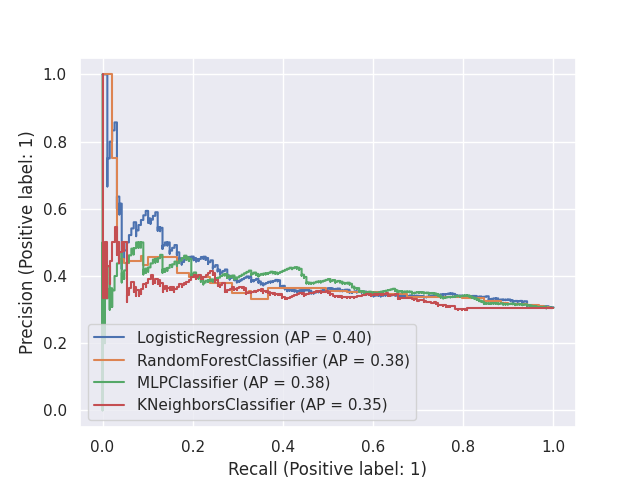 1.0
0.8
0.6
0.4
0.2
0.0
Precision (Positive label: 1)
LogisticRegression (AP = 0.40)
RandomForestClassifier (AP = 0.38)
MLPClassifier (AP = 0.38)
KNeighborsClassifier (AP = 0.35)
0.0 0.2 0.4 0.6 0.8 1.0
Recall (Positive label: 1)